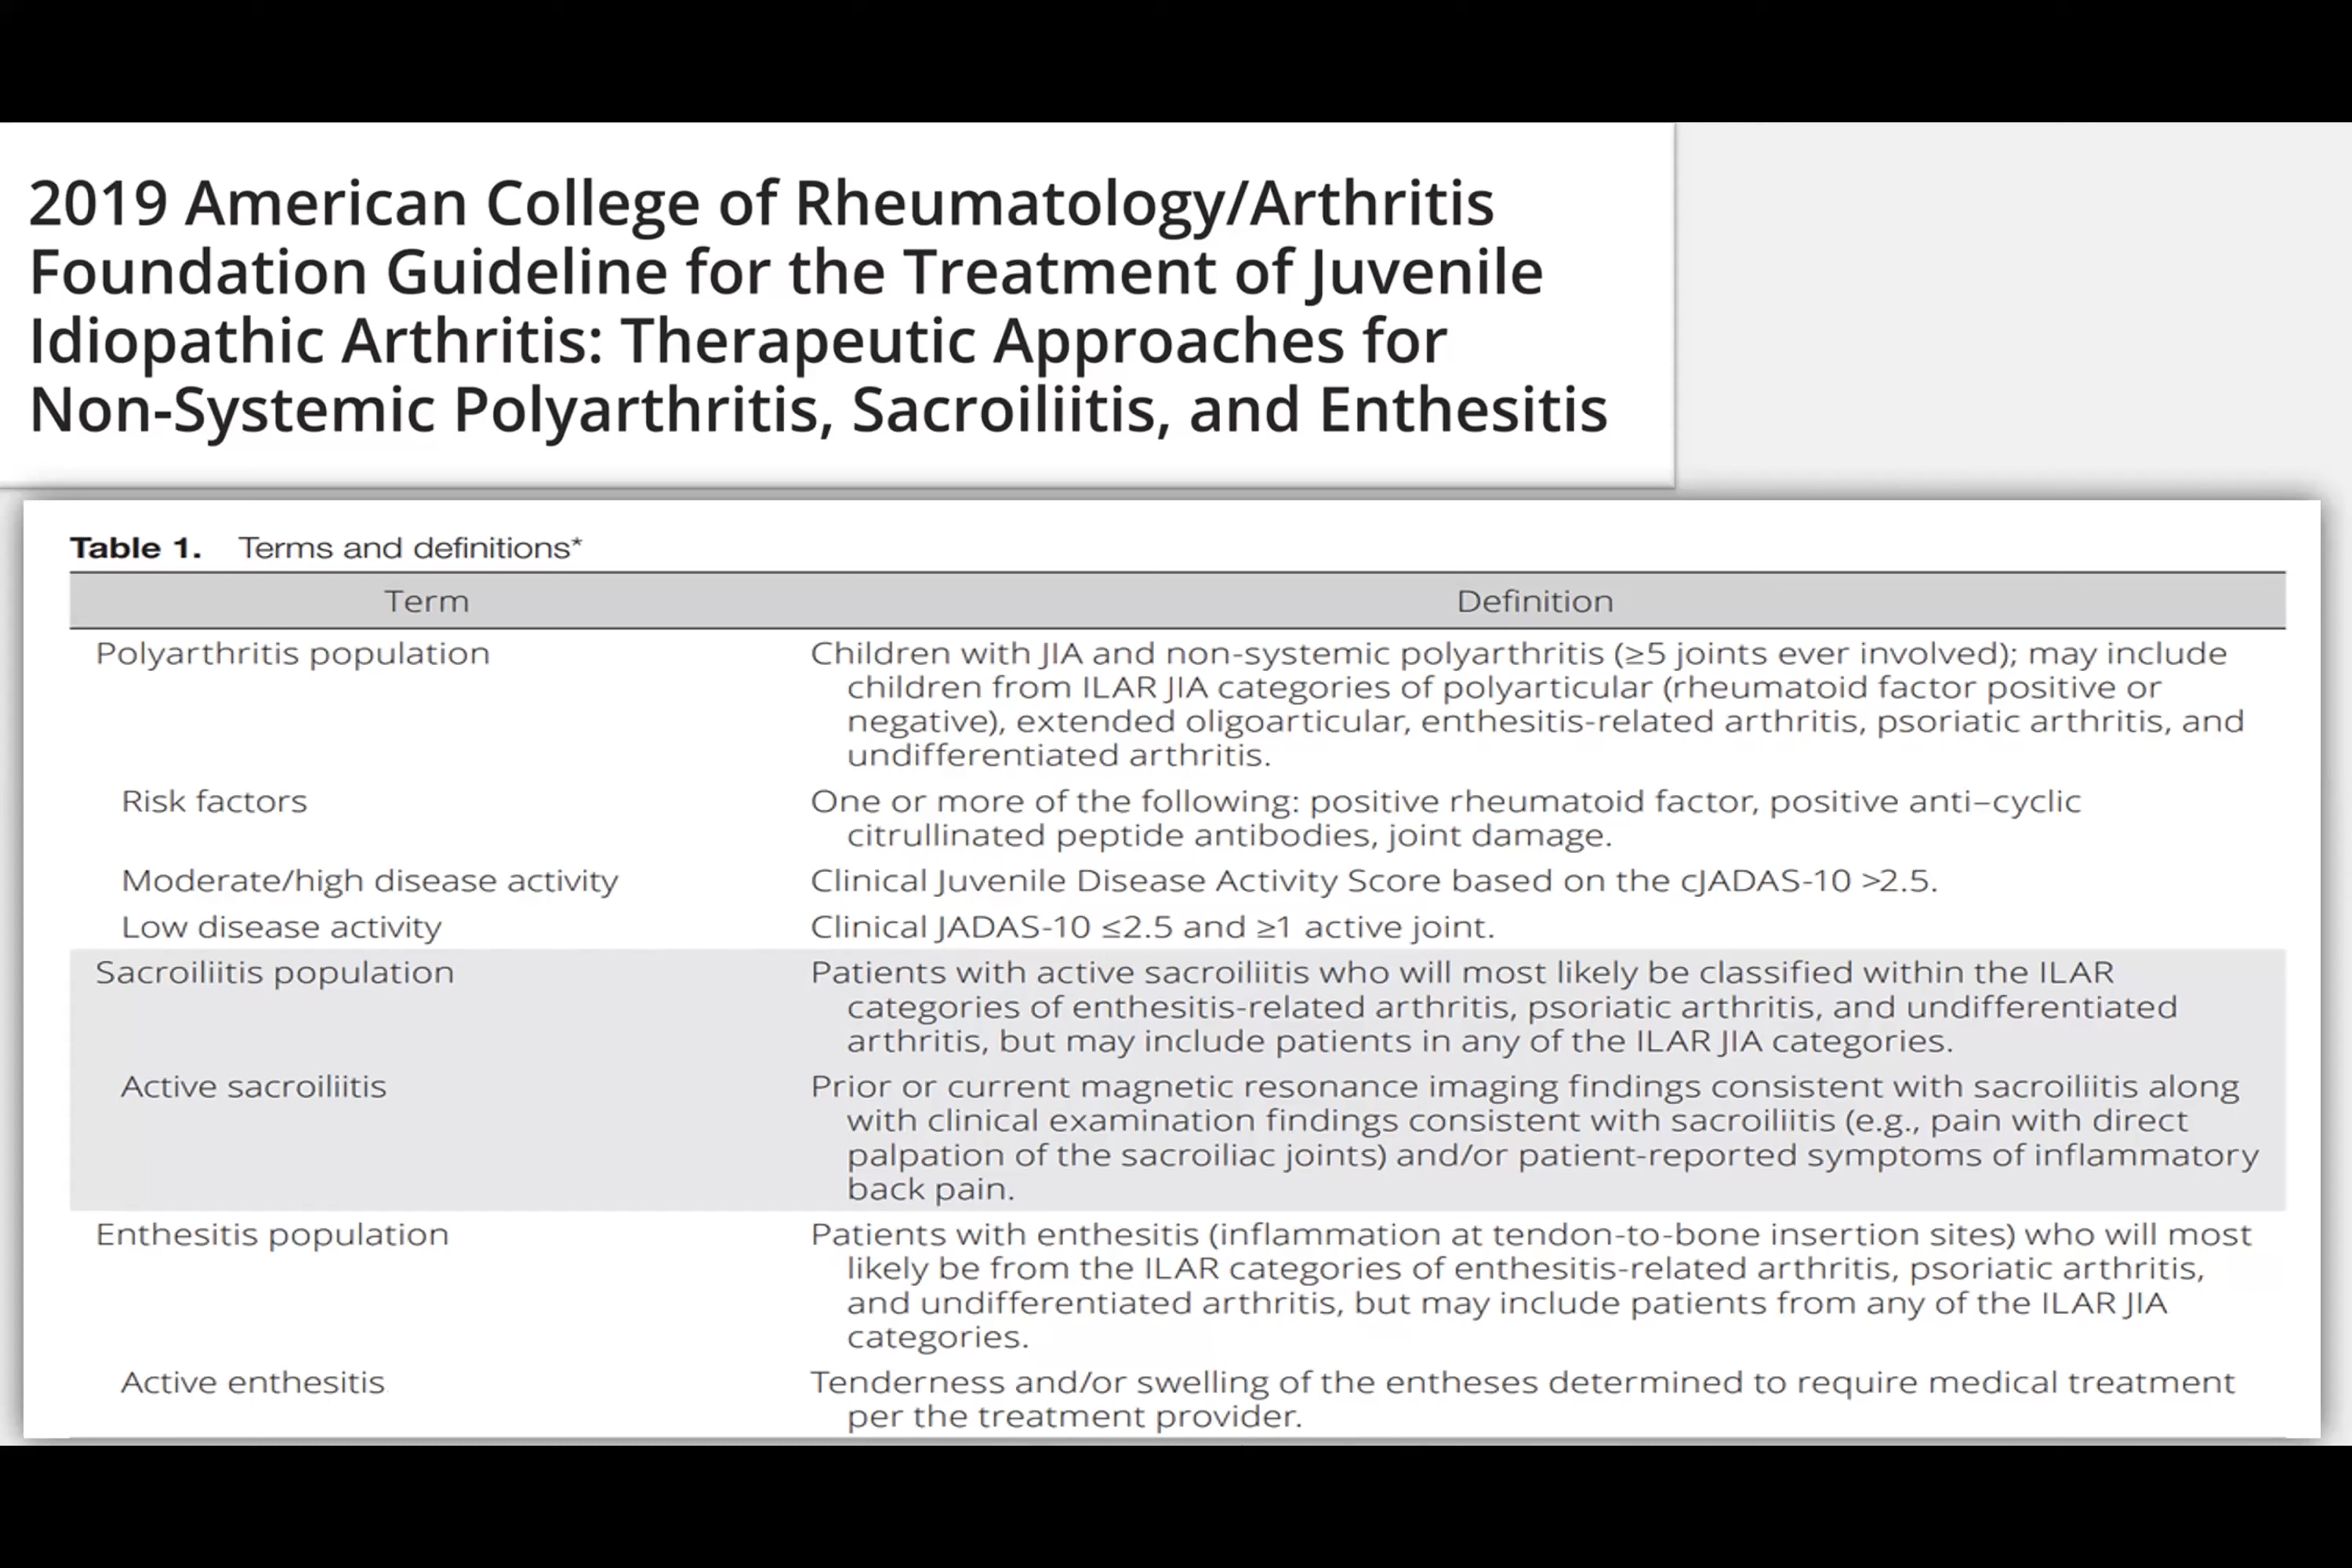 2019 American College of Rheumatology/Arthritis
Foundation Guideline for the Treatment of Juvenile
Idiopathic Arthritis: Therapeutic Approaches for
Non-Systemic Polyarthritis, Sacroiliitis, and Enthesitis
Table 1. Terms and definitions*
Term Definition
Polyarthritis population Children with JIA and non-systemic polyarthritis (≥5 joints ever involved); may include
children from ILAR JIA categories of polyarticular (rheumatoid factor positive or
negative), extended oligoarticular, enthesitis-related arthritis, psoriatic arthritis, and
undifferentiated arthritis.
Risk factors One or more of the following: positive rheumatoid factor, positive anti–cyclic
citrullinated peptide antibodies, joint damage.
Moderate/high disease activity Clinical Juvenile Disease Activity Score based on the cJADAS-10 >2.5.
Low disease activity Clinical JADAS-10 ≤2.5 and ≥1 active joint.
Sacroiliitis population Patients with active sacroiliitis who will most likely be classified within the ILAR
categories of enthesitis-related arthritis, psoriatic arthritis, and undifferentiated
arthritis, but may include patients in any of the ILAR JIA categories.
Active sacroiliitis Prior or current magnetic resonance imaging findings consistent with sacroiliitis along
with clinical examination findings consistent with sacroiliitis (e.g., pain with direct
palpation of the sacroiliac joints) and/or patient-reported symptoms of inflammatory
back pain.
Enthesitis population Patients with enthesitis (inflammation at tendon-to-bone insertion sites) who will most
likely be from the ILAR categories of enthesitis-related arthritis, psoriatic arthritis,
and undifferentiated arthritis, but may include patients from any of the ILAR JIA
categories.
Active enthesitis Tenderness and/or swelling of the entheses determined to require medical treatment
per the treatment provider.